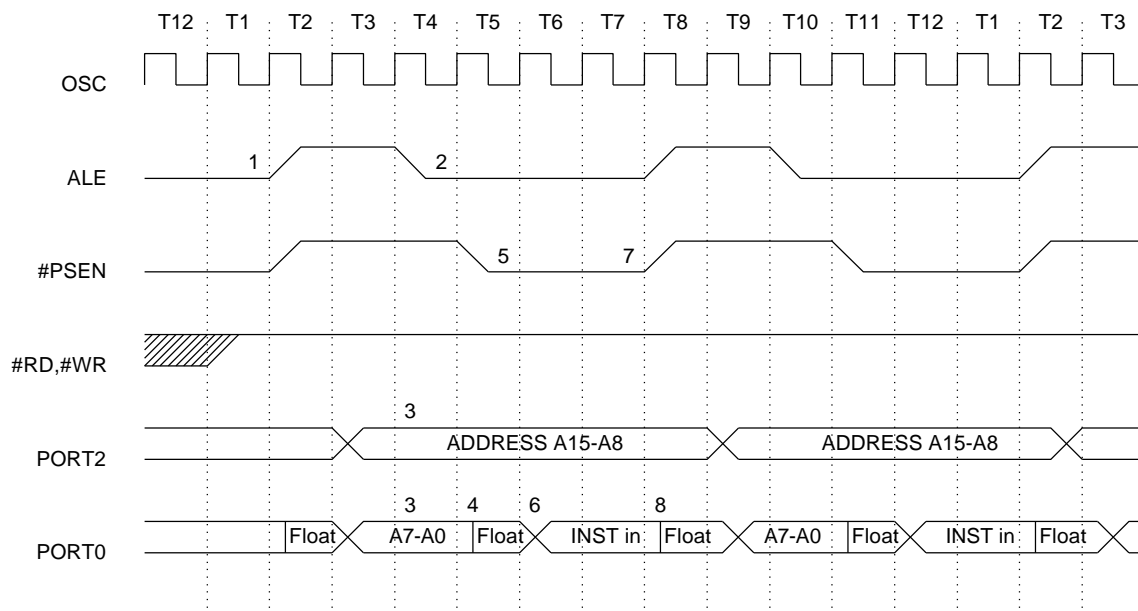 T12 T1 T2 T3 T4 T5 T6 T7 T8 T9 T10 T11 T12 T1 T2 T3
OSC
1 2
ALE
5 7
#PSEN
#RD,#WR
3
ADDRESS A15-A8 ADDRESS A15-A8
PORT2
3 4 6 8
Float A7-A0 Float INST in Float A7-A0 Float INST in Float
PORT0